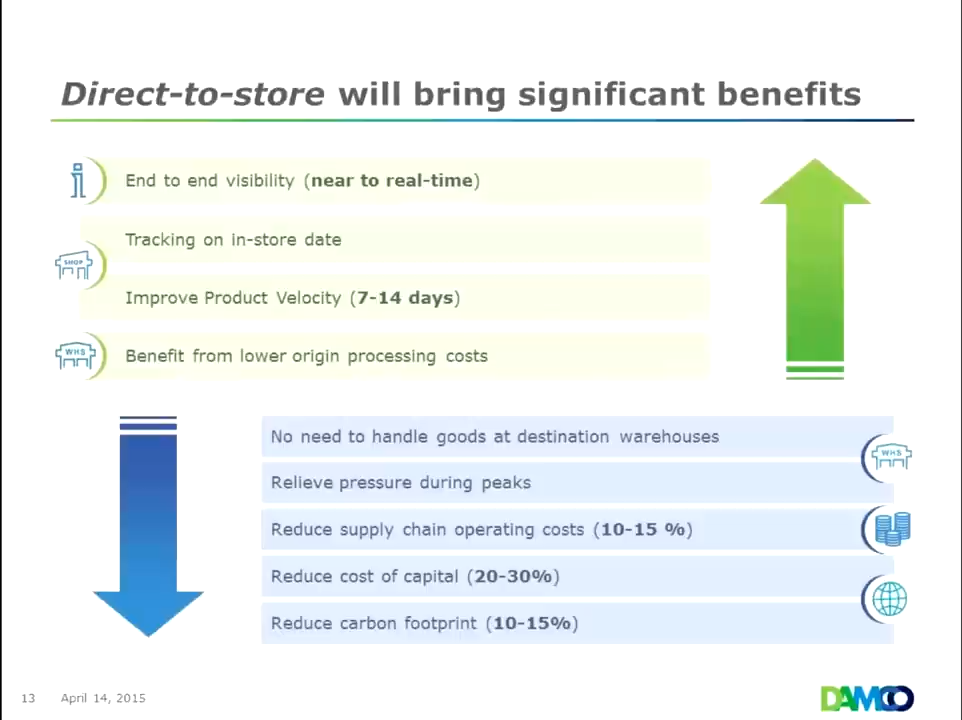 Direct-to-store will bring significant benefits
End to end visibility (near to real-time)
Tracking on in-store date
SHOP
Improve Product Velocity (7-14 days)
WHS
Benefit from lower origin processing costs
No need to handle goods at destination warehouses
WHS
Relieve pressure during peaks
Reduce supply chain operating costs (10-15 %)
Reduce cost of capital (20-30%)
Reduce carbon footprint (10-15%)
13 April 14, 2015
DAMCO